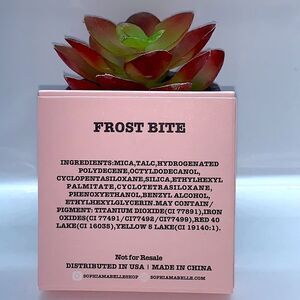 FROST BITE
INGREDIENTS:MICA,TALC,HYDROGENATED
POLYDECENE,OCTYLDODECANOL,
CYCLOPENTASILOXANE,SILICA,ETHYLHEXYL
PALMITATE,CYCLOTETRASILOXANE,
PHENOXYETHANOL,BENZYL ALCOHOL,
ETHYLHEXYLGLYCERIN.MAY CONTAIN/
PIGMENT: TITANIUM DIOXIDE(CI 77891),IRON
OXIDES(CI 77491/CI77492/CI77499),RED 40
LAKE(CI 16035),YELLOW 5 LAKE(CI 19140:1).
Not for Resale
DISTRIBUTED IN USA | MADE IN CHINA
SOPHIAMABELLESHOP SOPHIAMABELLE.COM